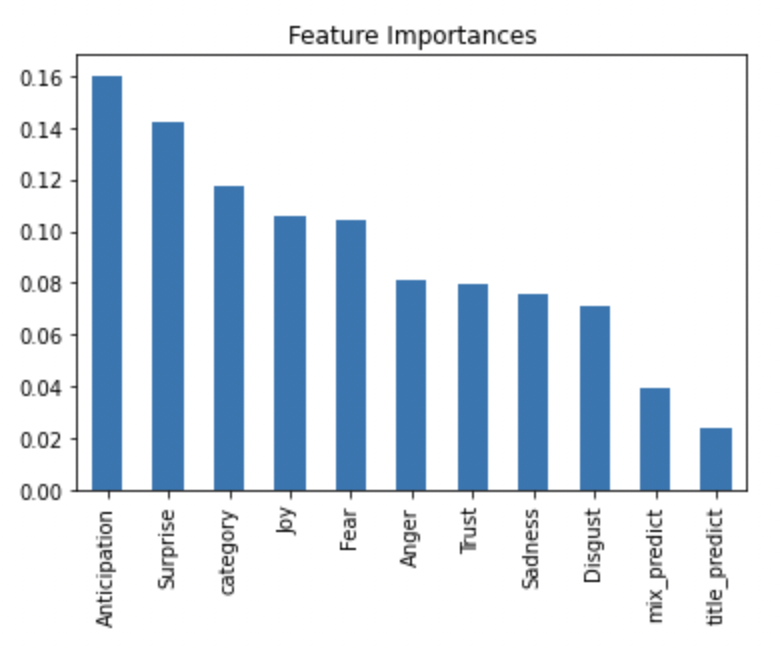 Feature Importances
0.16
0.14
0.12
0.10
0.08
0.06
0.04
0.02
0.00
Anticipation
Surprise
category
Joy
Fear
Anger
Trust
Sadness
Disgust
mix_predict
title_predict